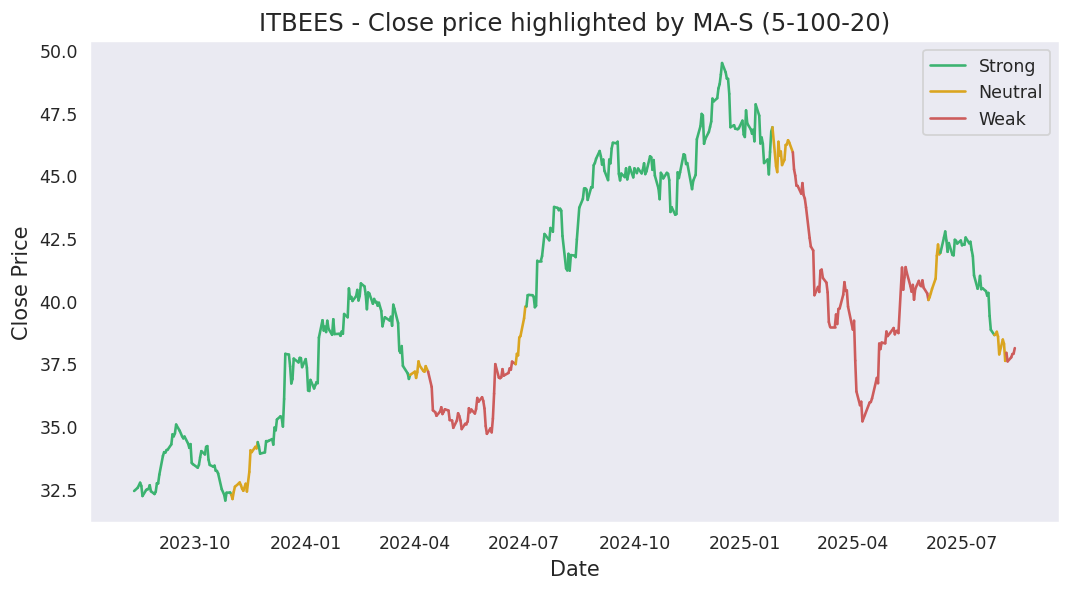 ITBEES - Close price highlighted by MA-S (5-100-20)
Strong
Neutral
Weak
Close Price
50.0
47.5
45.0
42.5
40.0
37.5
35.0
32.5
2023-10
2024-01
2024-04
2024-07
2024-10
2025-01
2025-04
2025-07
Date